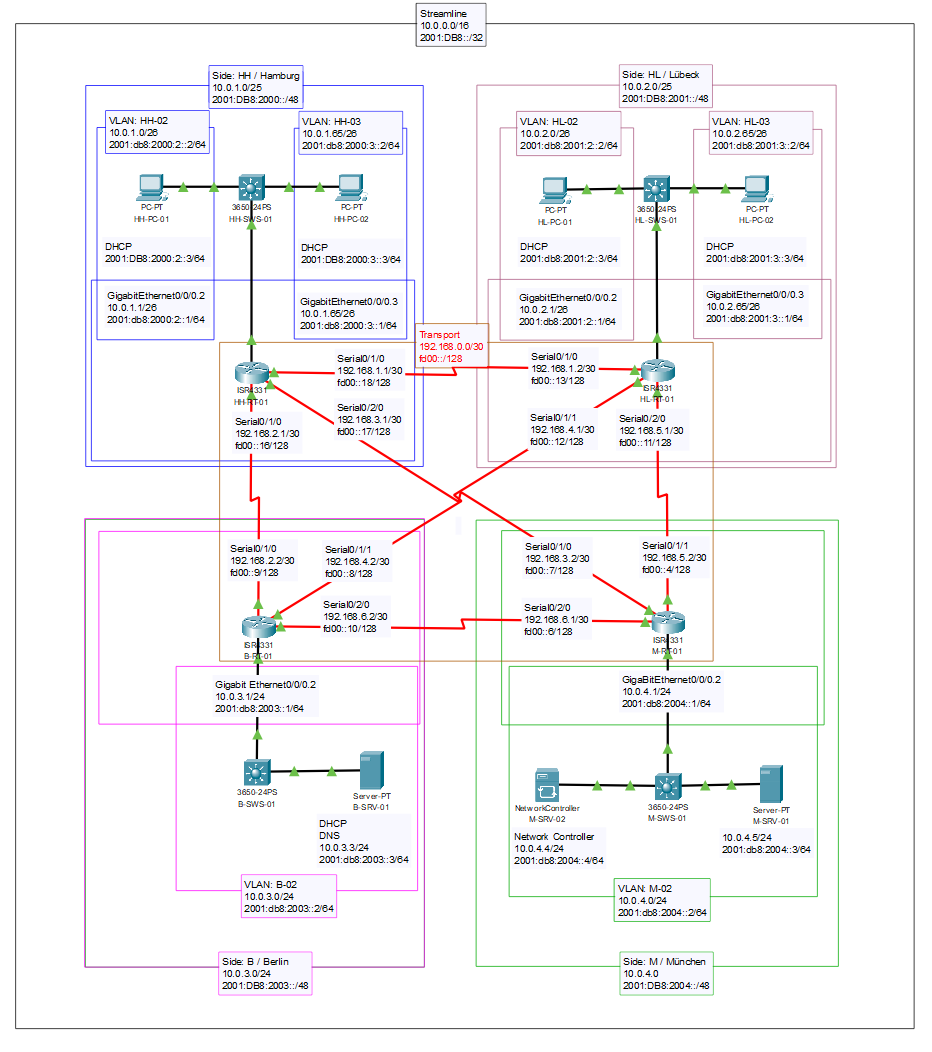 Streamline
10.0.0.0/16
2001:DB8::/32
Side: HH / Hamburg
10.0.1.0/25
2001:DB8:2000::/48
Side: HL / Lübeck
10.0.2.0/25
2001:DB8:2001::/48
VLAN: HH-02
10.0.1.0/26
2001:db8:2000:2::2/64
VLAN: HH-03
10.0.1.65/26
2001:db8:2000:3::2/64
VLAN: HL-02
10.0.2.0/26
2001:db8:2001:2::2/64
VLAN: HL-03
10.0.2.65/26
2001:db8:2001:3::2/64
PC-PT
HH-PC-01
3650-24PS
HH-SWS-01
PC-PT
HH-PC-02
PC-PT
HL-PC-01
3650-24PS
HL-SWS-01
PC-PT
HL-PC-02
DHCP
2001:DB8:2000:2::3/64
DHCP
2001:DB8:2000:3::3/64
DHCP
2001:db8:2001:2::3/64
DHCP
2001:db8:2001:3::3/64
GigabitEthernet0/0/0.2
10.0.1.1/26
2001:db8:2000:2::1/64
GigabitEthernet0/0/0.3
10.0.1.65/26
2001:db8:2000:3::1/64
GigabitEthernet0/0/0.2
10.0.2.1/26
2001:db8:2001:2::1/64
GigabitEthernet0/0/0.3
10.0.2.65/26
2001:db8:2001:3::1/64
Transport
192.168.0.0/30
fd00::/128
ISR4331
HH-RT-01
Serial0/1/0
192.168.1.1/30
fd00::18/128
Serial0/1/0
192.168.1.2/30
fd00::13/128
ISR4331
HL-RT-01
Serial0/1/0
192.168.2.1/30
fd00::16/128
Serial0/2/0
192.168.3.1/30
fd00::17/128
Serial0/1/1
192.168.4.1/30
fd00::12/128
Serial0/2/0
192.168.5.1/30
fd00::11/128
Serial0/1/0
192.168.2.2/30
fd00::9/128
Serial0/1/1
192.168.4.2/30
fd00::8/128
Serial0/1/0
192.168.3.2/30
fd00::7/128
Serial0/1/1
192.168.5.2/30
fd00::4/128
Serial0/2/0
192.168.6.2/30
fd00::10/128
Serial0/2/0
192.168.6.1/30
fd00::6/128
ISR4331
B-RT-01
ISR4331
M-RT-01
Gigabit Ethernet0/0/0.2
10.0.3.1/24
2001:db8:2003::1/64
GigaBitEthernet0/0/0.2
10.0.4.1/24
2001:db8:2004::1/64
3650-24PS
B-SWS-01
Server-PT
B-SRV-01
NetworkController
M-SRV-02
3650-24PS
M-SWS-01
Server-PT
M-SRV-01
DHCP
DNS
10.0.3.3/24
2001:db8:2003::3/64
Network Controller
10.0.4.4/24
2001:db8:2004::4/64
10.0.4.5/24
2001:db8:2004::3/64
VLAN: B-02
10.0.3.0/24
2001:db8:2003::2/64
VLAN: M-02
10.0.4.0/24
2001:db8:2004::2/64
Side: B / Berlin
10.0.3.0/24
2001:DB8:2003::/48
Side: M / München
10.0.4.0
2001:DB8:2004::/48